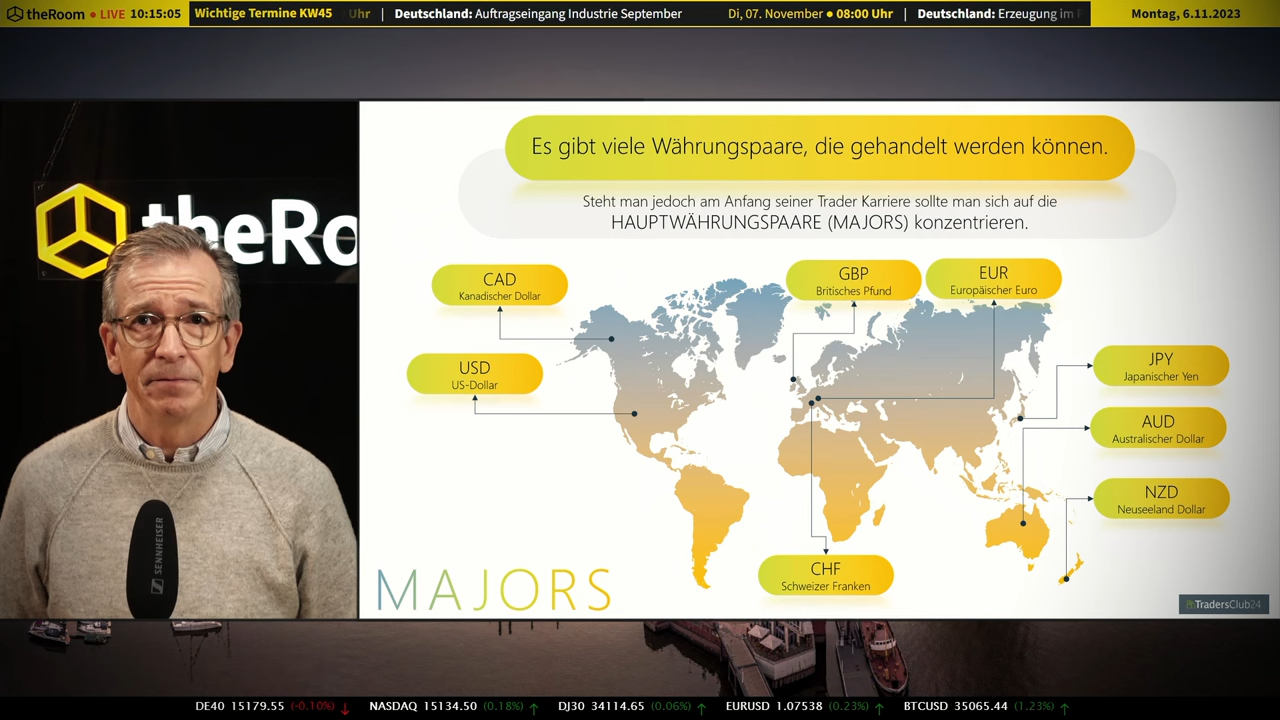 theRoom • LIVE 10:15:05
Wichtige Termine KW45
Uhr | Deutschland: Auftragseingang Industrie September Di, 07. November • 08:00 Uhr | Deutschland: Erzeugung im
Montag, 6.11.2023
theRo
SENNHEISER
Es gibt viele Währungspaare, die gehandelt werden können.
Steht man jedoch am Anfang seiner Trader Karriere sollte man sich auf die
HAUPTWÄHRUNGSPAARE (MAJORS) konzentrieren.
CAD
Kanadischer Dollar
GBP
Britisches Pfund
EUR
Europäischer Euro
USD
US-Dollar
JPY
Japanischer Yen
AUD
Australischer Dollar
NZD
Neuseeland Dollar
CHF
Schweizer Franken
MAJORS
TradersClub24
DE40 15179.55 (-0.10%) ↓ NASDAQ 15134.50 (0.18%) ↑ DJ30 34114.65 (0.06%) ↑ EURUSD 1.07538 (0.23%) ↑ BTCUSD 35065.44 (1.23%) ↑